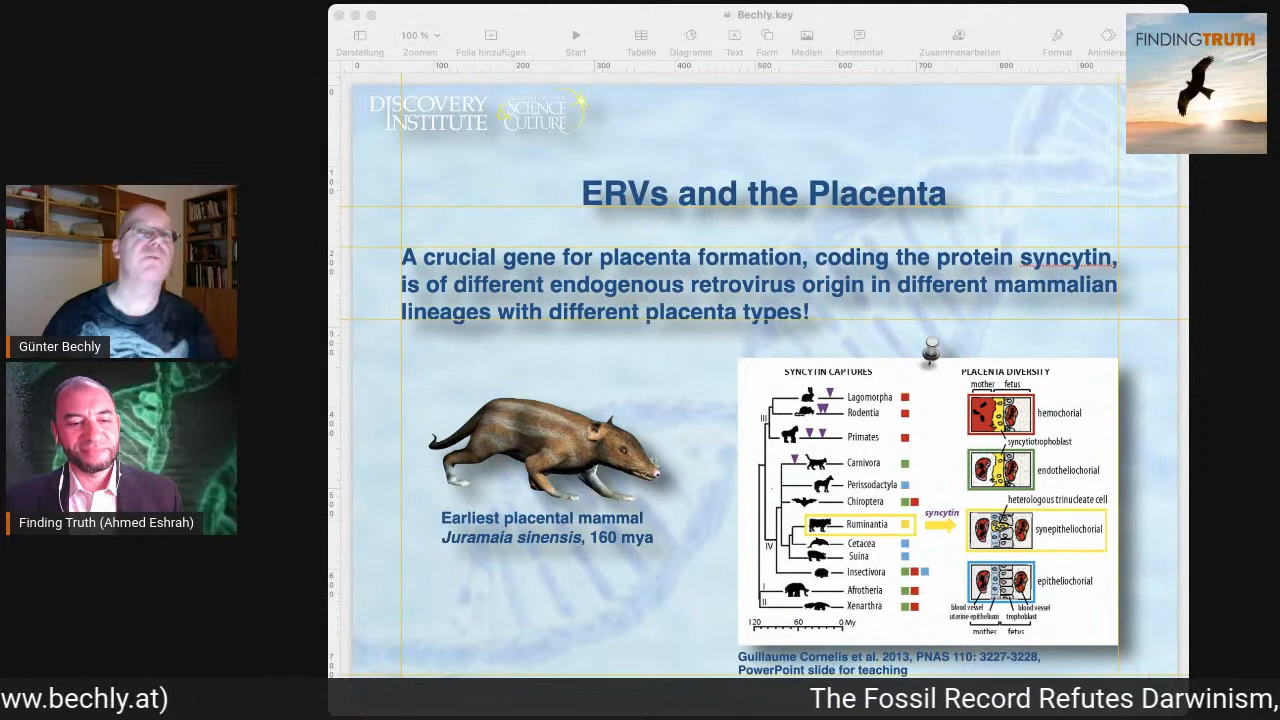 Bechly.key
100 %
Darstellung
Zoomen
Folie hinzufügen
Start
Tabelle
Diagramm
Text
Form
Medien
Kommentar
Zusammenarbeiten
Format
Animieren
0 100 200 300 400 500 600 700 800 900
FINDINGTRUTH
DISCOVERY
INSTITUTE
SCIENCE
CULTURE
ERVs and the Placenta
A crucial gene for placenta formation, coding the protein syncytin,
is of different endogenous retrovirus origin in different mammalian
lineages with different placenta types!
Günter Bechly
Finding Truth (Ahmed Eshrah)
Earliest placental mammal
Juramaia sinensis, 160 mya
SYNCYTIN CAPTURES
Lagomorpha
Rodentia
III
Primates
Carnivora
Perissodactyla
Chiroptera
Ruminantia
syncytin
IV
Cetacea
Suina
Insectivora
I
Afrotheria
II
Xenarthra
120 60 0 My
PLACENTA DIVERSITY
mother fetus
hemochorial
syncytiotrophoblast
endotheliochorial
heterologous trinucleate cell
synepitheliochorial
epitheliochorial
blood vessel blood vessel
uterine epithelium trophoblast
mother fetus
Guillaume Cornelis et al. 2013, PNAS 110: 3227-3228,
PowerPoint slide for teaching
ww.bechly.at)
The Fossil Record Refutes Darwinism,